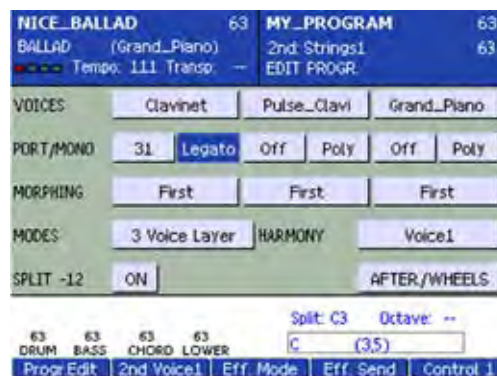 NICE_BALLAD 63 MY_PROGRAM 63
BALLAD (Grand_Piano) 2nd: Strings1 63
Tempo: 111 Transp: -- EDIT PROGR.
VOICES Clavinet Pulse_Clavi Grand_Piano
PORT/MONO 31 Legato Off Poly Off Poly
MORPHING First First First
MODES 3 Voice Layer HARMONY Voice1
SPLIT -12 ON AFTER./WHEELS
Split: C3 Octave: --
63 63 63 63
DRUM BASS CHORD LOWER C (3,5)
Progr.Edit 2nd Voice1 Eff. Mode Eff. Send Control 1